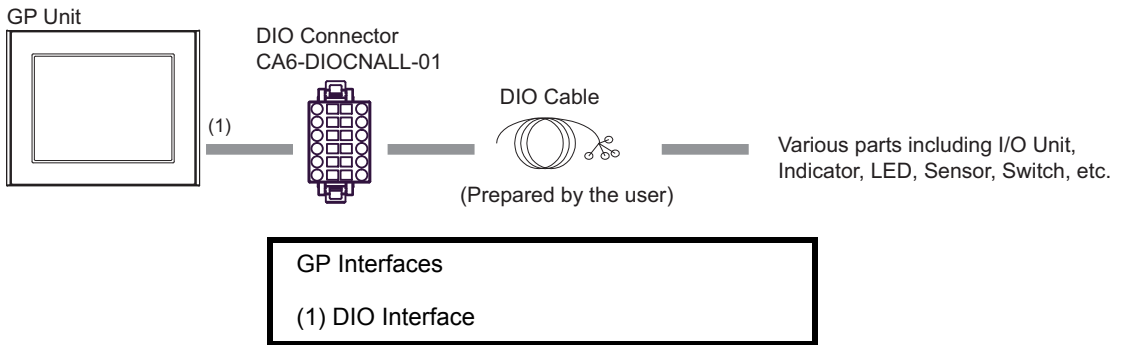 GP Unit
DIO Connector
CA6-DIOCNALL-01
(1)
DIO Cable
(Prepared by the user)
Various parts including I/O Unit,
Indicator, LED, Sensor, Switch, etc.
GP Interfaces
(1) DIO Interface